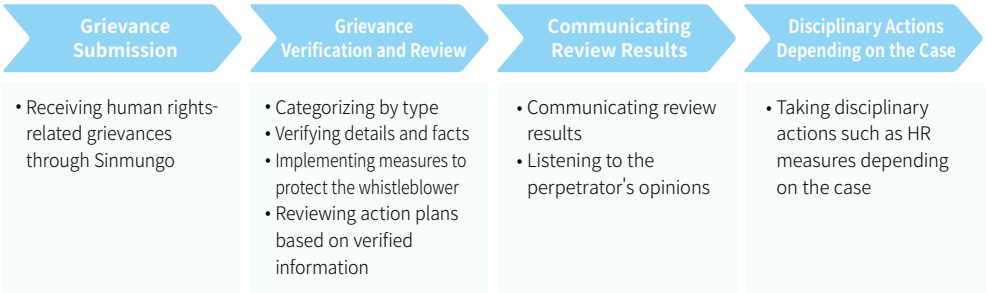 Grievance
Submission
• Receiving human rights-
related grievances
through Sinmungo
Grievance
Verification and Review
• Categorizing by type
• Verifying details and facts
• Implementing measures to
protect the whistleblower
• Reviewing action plans
based on verified
information
Communicating
Review Results
• Communicating review
results
• Listening to the
perpetrator's opinions
Disciplinary Actions
Depending on the Case
• Taking disciplinary
actions such as HR
measures depending
on the case